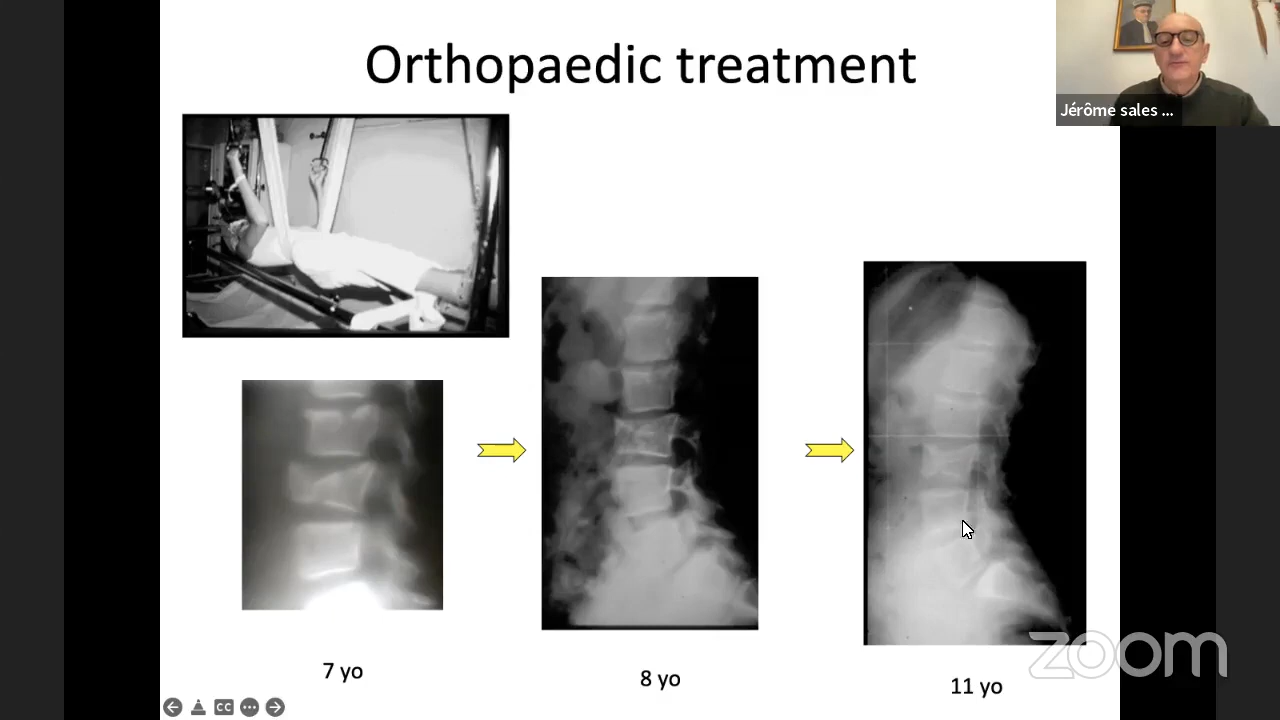 Orthopaedic treatment
Jérôme sales ...
7 yo
8 yo
11 yo
CC
zoom